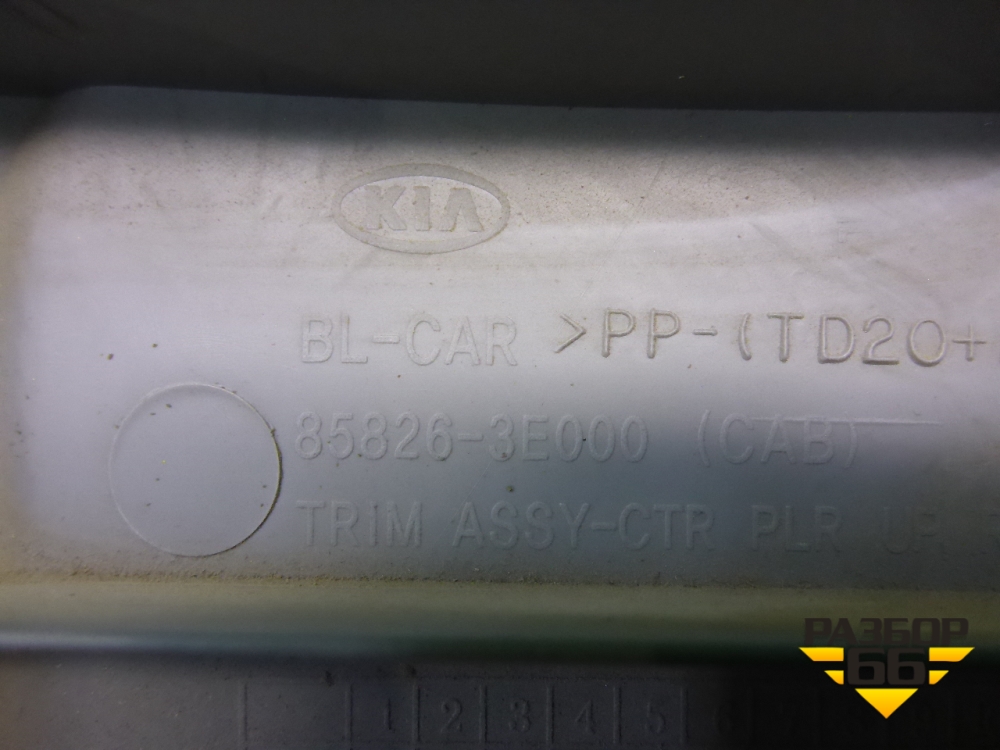 KIA
BL-CAR >PP-(TD20+
85826-3E000 (CAB)
TRIM ASSY-CTR PLR UP
1 2 3 4 5
РАЗБОР
66